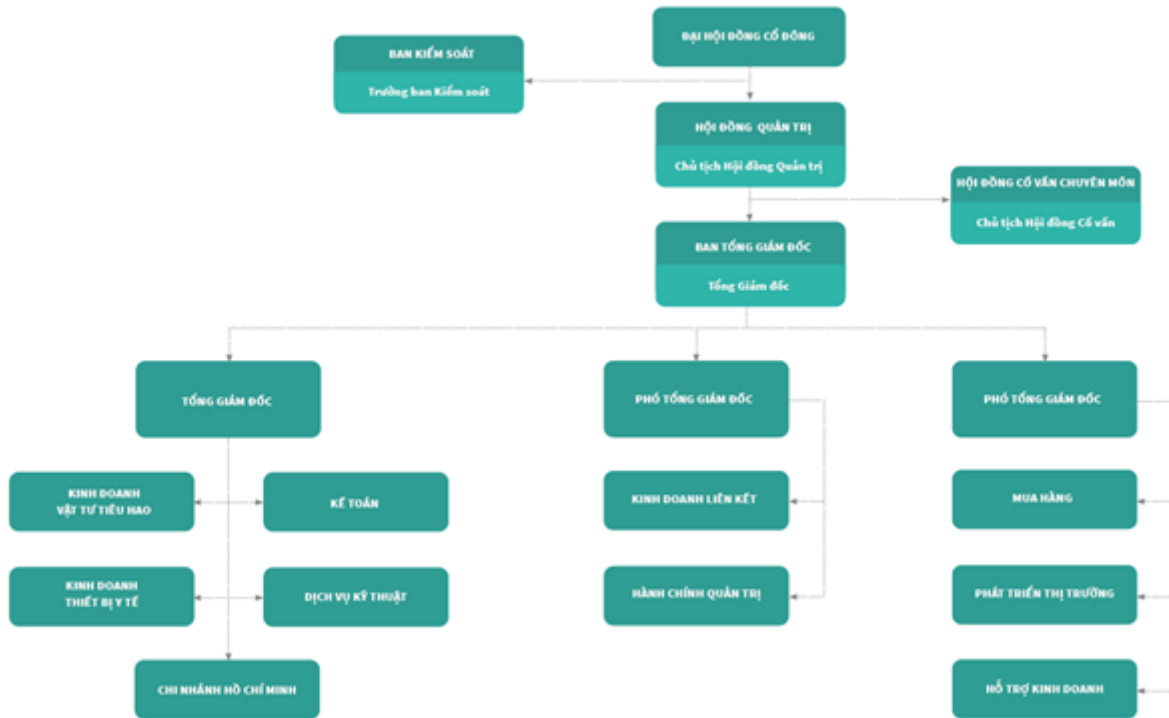 ĐẠI HỘI ĐỒNG CỔ ĐÔNG
BAN KIỂM SOÁT
Trưởng ban Kiểm soát
HỘI ĐỒNG QUẢN TRỊ
Chủ tịch Hội đồng Quản trị
HỘI ĐỒNG CỐ VẤN CHUYÊN MÔN
Chủ tịch Hội đồng Cố vấn
BAN TỔNG GIÁM ĐỐC
Tổng Giám đốc
TỔNG GIÁM ĐỐC
PHÓ TỔNG GIÁM ĐỐC
PHÓ TỔNG GIÁM ĐỐC
KINH DOANH
VẬT TƯ TIÊU HAO
KẾ TOÁN
KINH DOANH LIÊN KẾT
MUA HÀNG
KINH DOANH
THIẾT BỊ Y TẾ
DỊCH VỤ KỸ THUẬT
HÀNH CHÍNH QUẢN TRỊ
PHÁT TRIỂN THỊ TRƯỜNG
CHI NHÁNH HỒ CHÍ MINH
HỖ TRỢ KINH DOANH